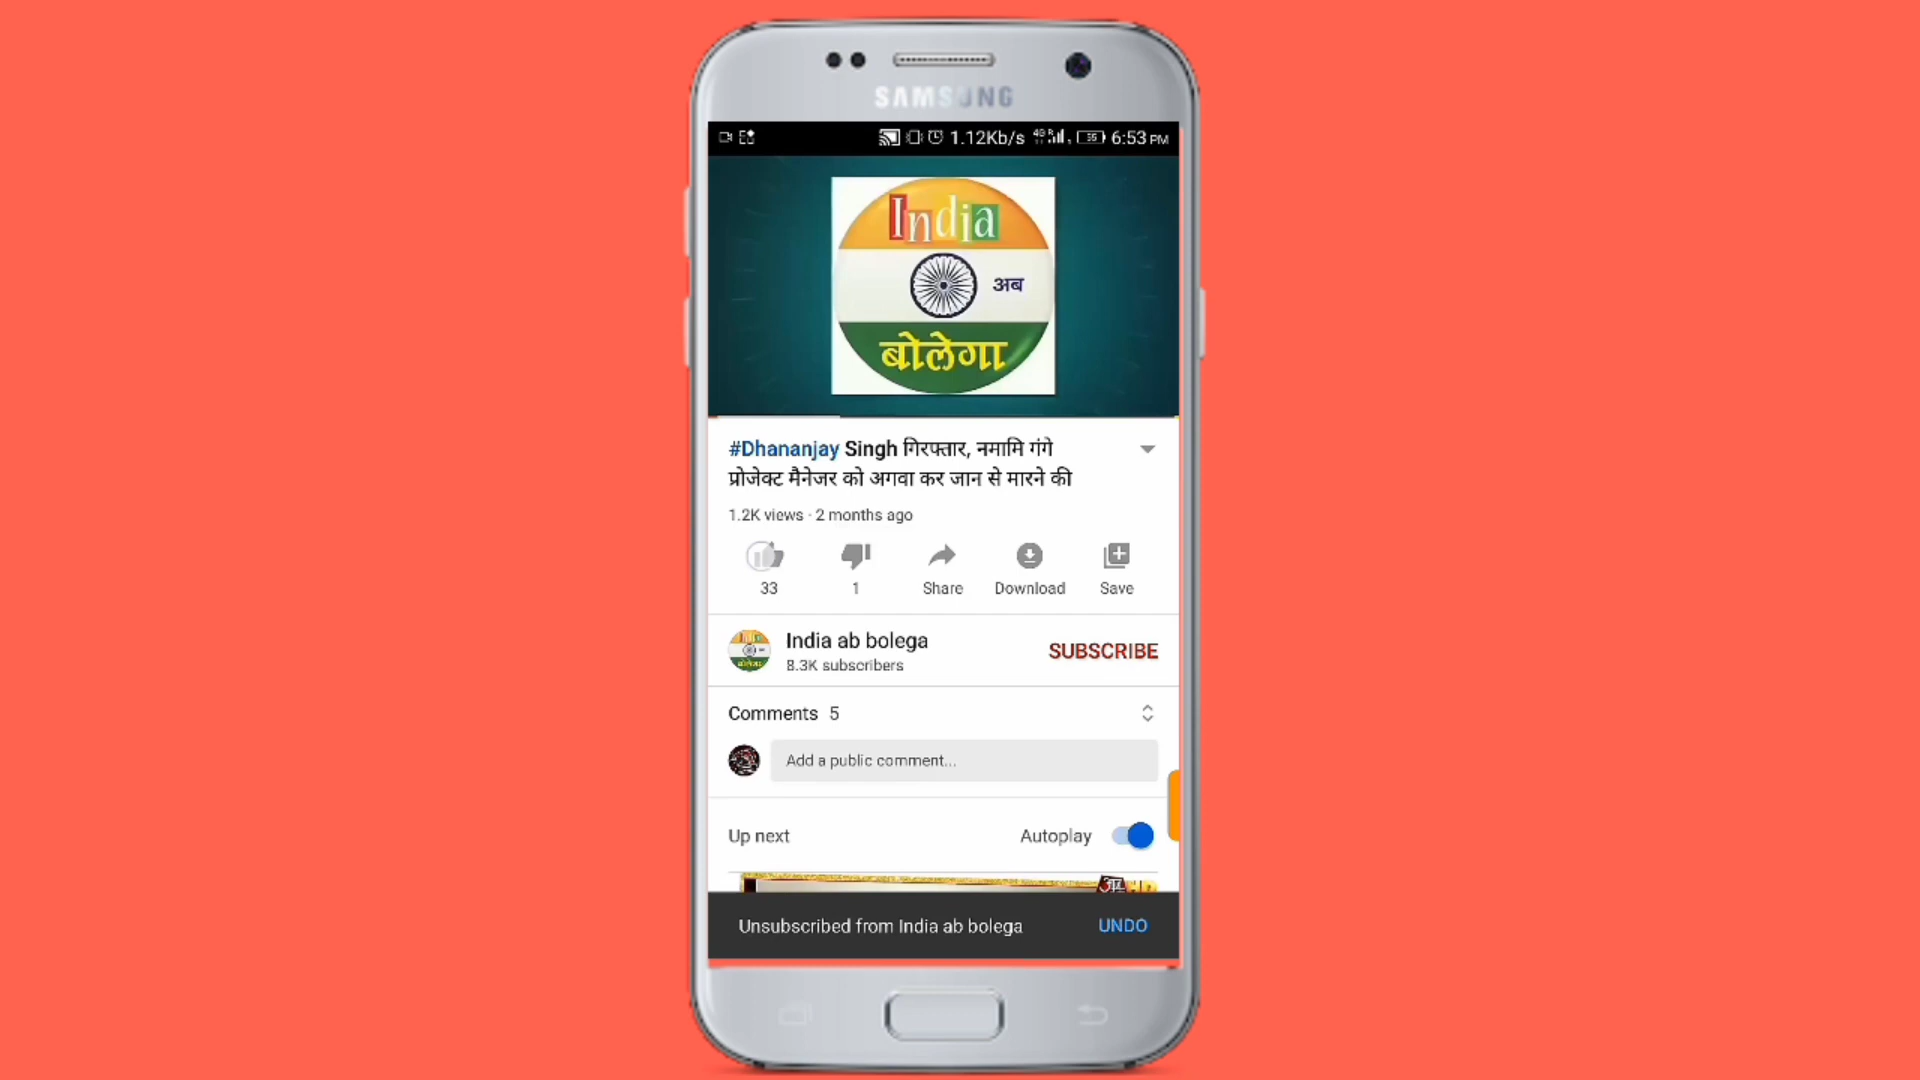 SAMSUNG
1.12Kb/s 55 6:53 PM
India
अब
बोलेगा
#Dhananjay Singh गिरफ्तार, नमामि गंगे
प्रोजेक्ट मैनेजर को अगवा कर जान से मारने की
1.2K views · 2 months ago
33 1 Share Download Save
India ab bolega
8.3K subscribers
SUBSCRIBE
Comments 5
Add a public comment...
Up next Autoplay
Unsubscribed from India ab bolega UNDO